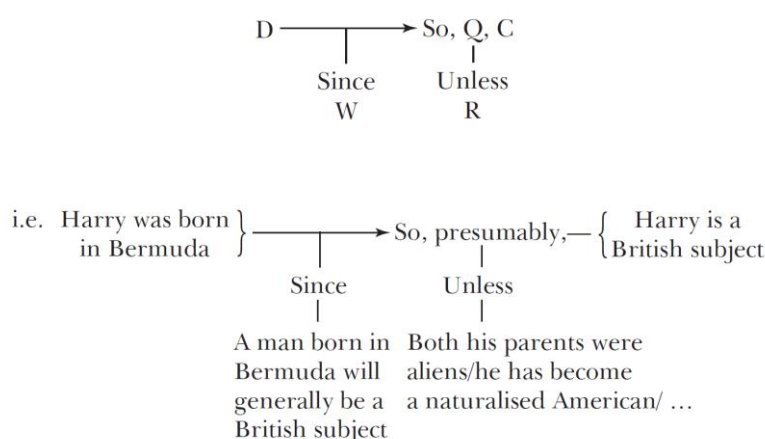 D So, Q, C
Since Unless
W R
i.e. Harry was born So, presumably,— Harry is a
in Bermuda British subject
Since Unless
A man born in Both his parents were
Bermuda will aliens/he has become
generally be a a naturalised American/ …
British subject